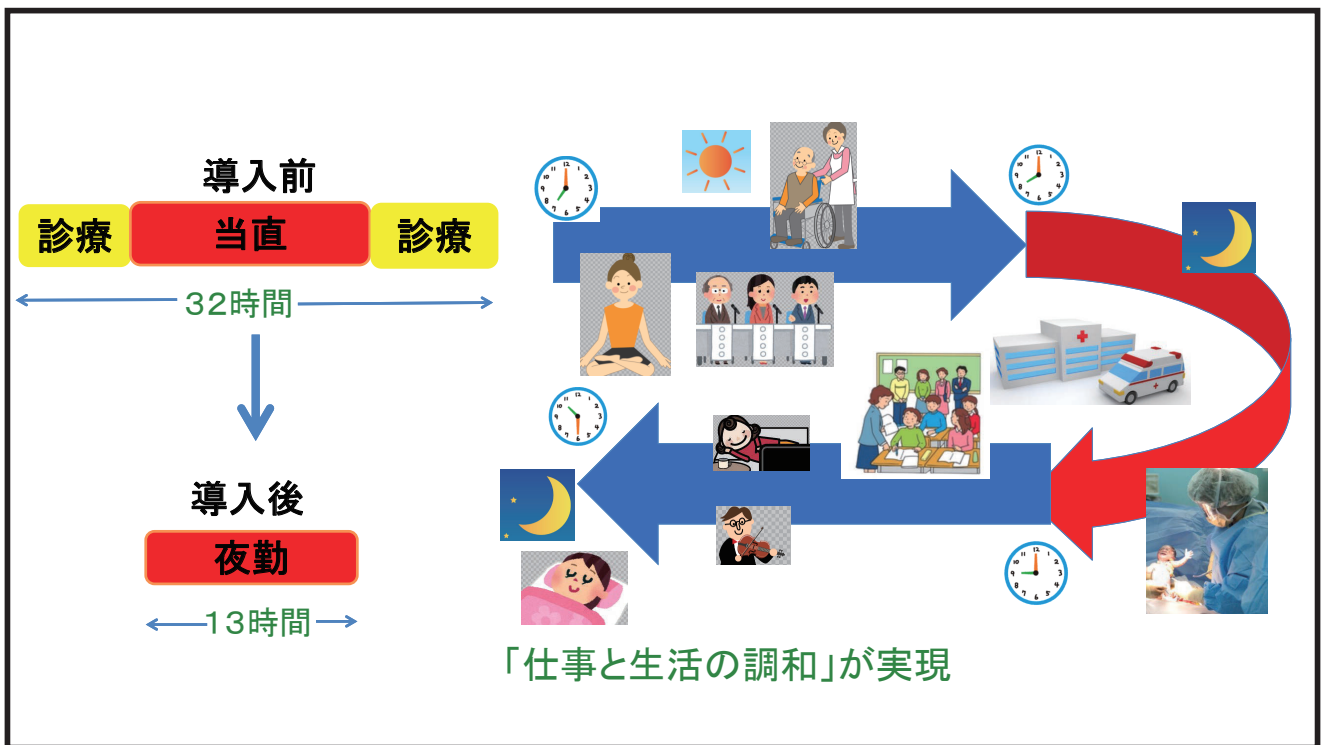 導入前
診療
当直
診療
32時間
導入後
夜勤
13時間
「仕事と生活の調和」が実現